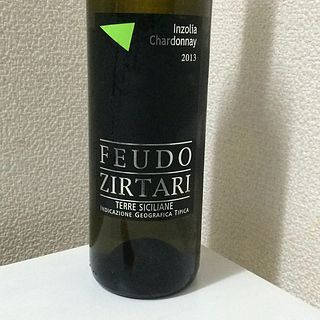 Inzolia
Chardonnay
2013
FEUDO
ZIRTARI
TERRE SICILIANE
INDICAZIONE GEOGRAFICA TIPICA